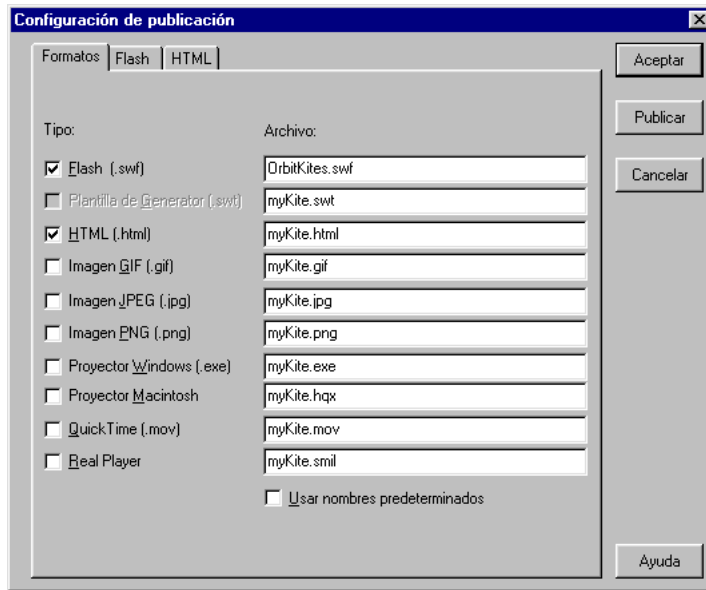 Configuración de publicación
Formatos Flash HTML
Aceptar
Publicar
Cancelar
Tipo: Archivo:
Flash (.swf) OrbitKites.swf
Plantilla de Generator (.swt) myKite.swt
HTML (.html) myKite.html
Imagen GIF (.gif) myKite.gif
Imagen JPEG (.jpg) myKite.jpg
Imagen PNG (.png) myKite.png
Proyector Windows (.exe) myKite.exe
Proyector Macintosh myKite.hqx
QuickTime (.mov) myKite.mov
Real Player myKite.smil
Usar nombres predeterminados
Ayuda